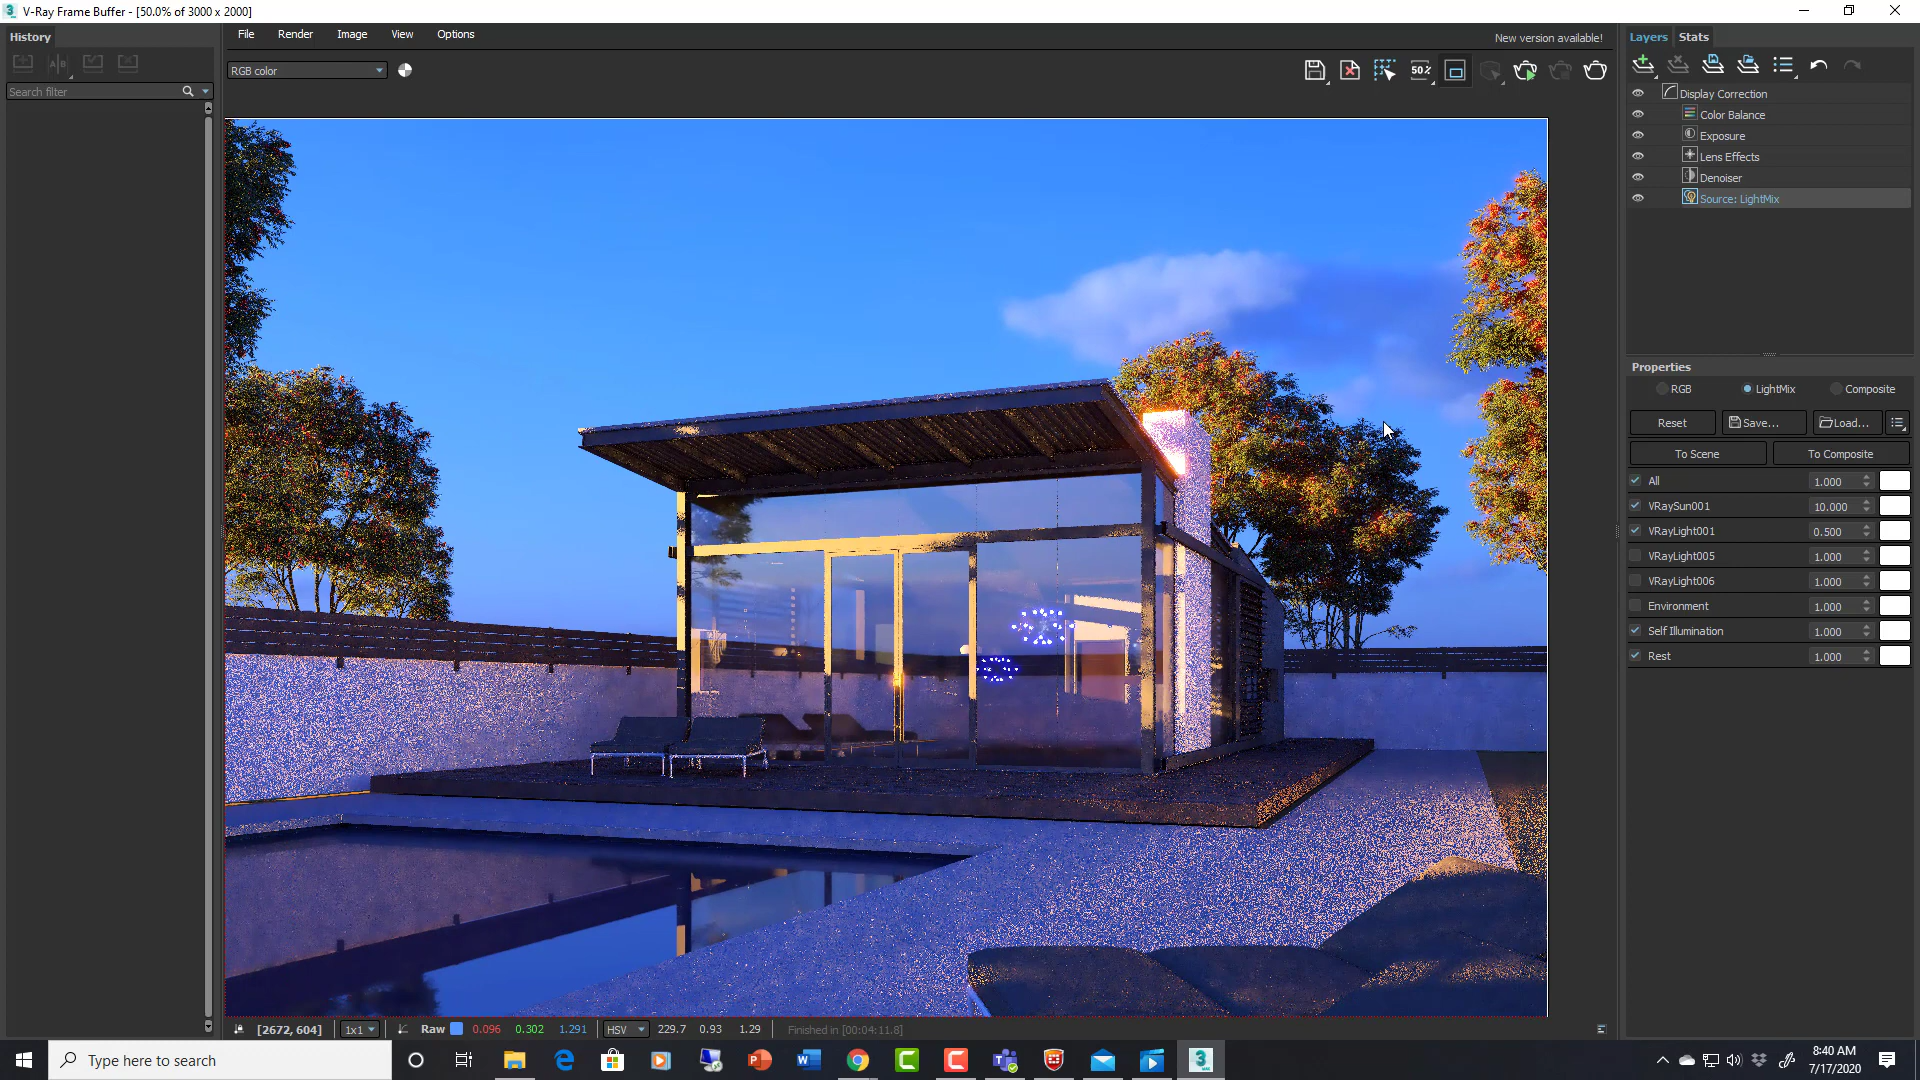 V-Ray Frame Buffer - [50.0% of 3000 x 2000]
History
File Render Image View Options
New version available!
Layers Stats
RGB color
50%
Search filter
Display Correction
Color Balance
Exposure
Lens Effects
Denoiser
Source: LightMix
Properties
RGB LightMix Composite
Reset Save... Load...
To Scene To Composite
All 1.000
VRaySun001 10.000
VRayLight001 0.500
VRayLight005 1.000
VRayLight006 1.000
Environment 1.000
Self Illumination 1.000
Rest 1.000
[2672, 604] 1x1 Raw 0.096 0.302 1.291 HSV 229.7 0.93 1.29 Finished in [00:04:11.8]
Type here to search
8:40 AM
7/17/2020